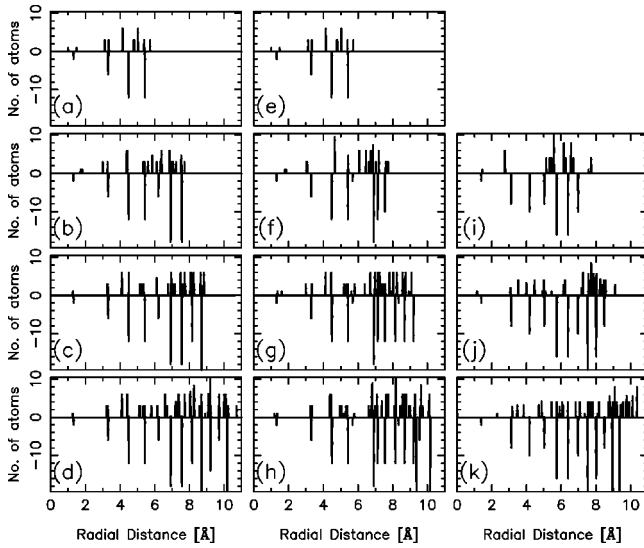 No. of atoms 0 −10 (a) (e)
No. of atoms 10 0 −10 (b) (f) (i)
No. of atoms 10 0 −10 (c) (g) (j)
No. of atoms 10 0 −10 (d) (h) (k)
0 2 4 6 8 10 0 2 4 6 8 10 0 2 4 6 8 10
Radial Distance [Å] Radial Distance [Å] Radial Distance [Å]